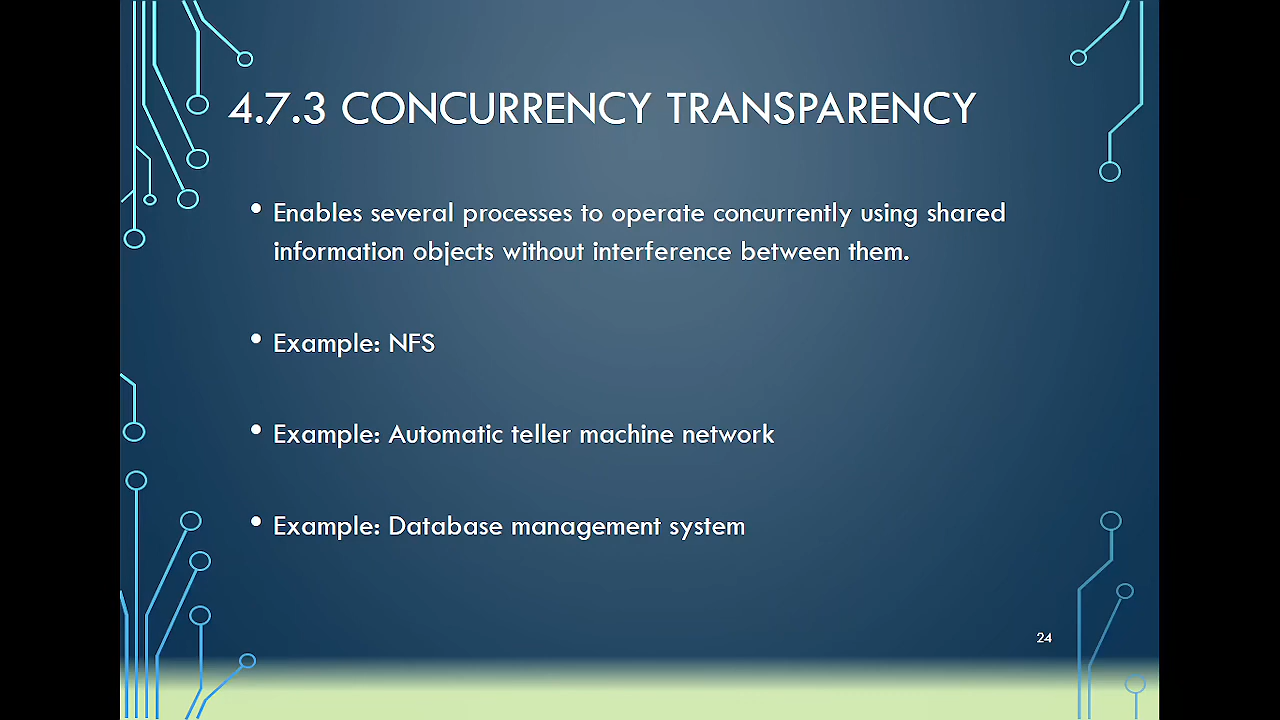 4.7.3 CONCURRENCY TRANSPARENCY
• Enables several processes to operate concurrently using shared
information objects without interference between them.
• Example: NFS
• Example: Automatic teller machine network
• Example: Database management system
24